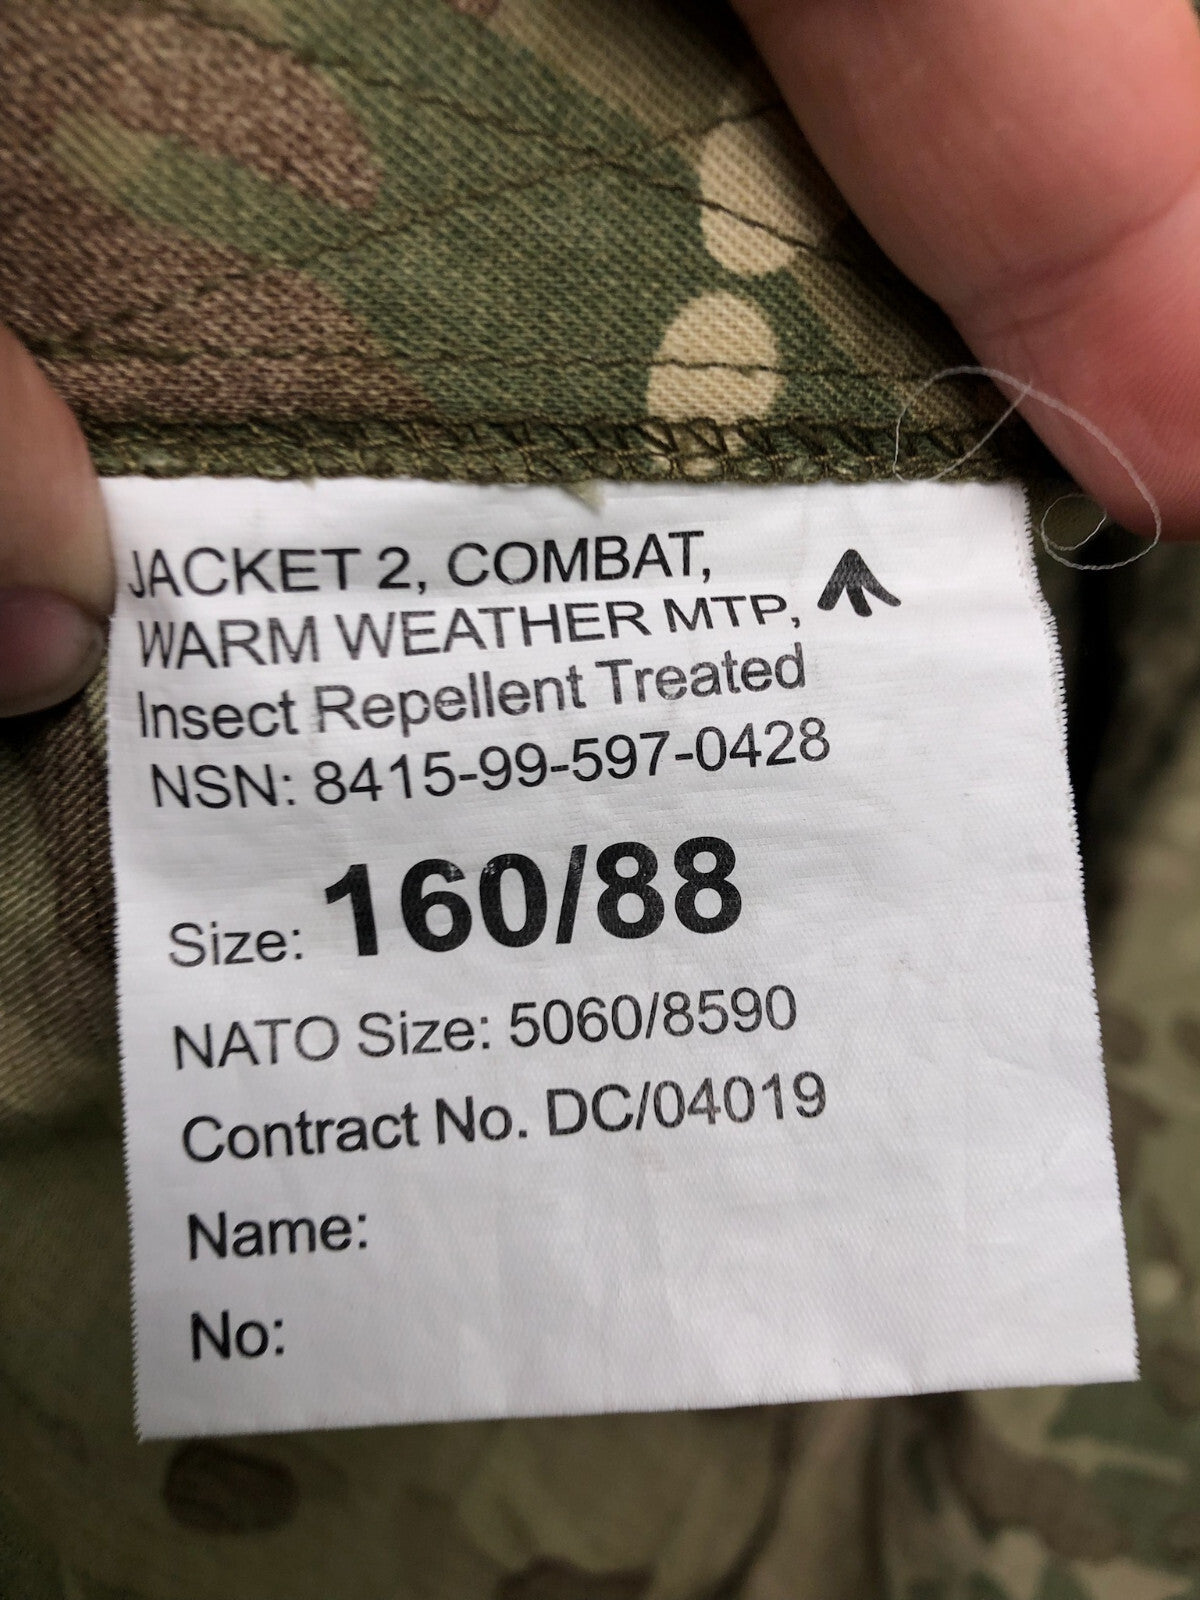 JACKET 2, COMBAT,
WARM WEATHER MTP,
Insect Repellent Treated
NSN: 8415-99-597-0428
Size: 160/88
NATO Size: 5060/8590
Contract No. DC/04019
Name:
No: